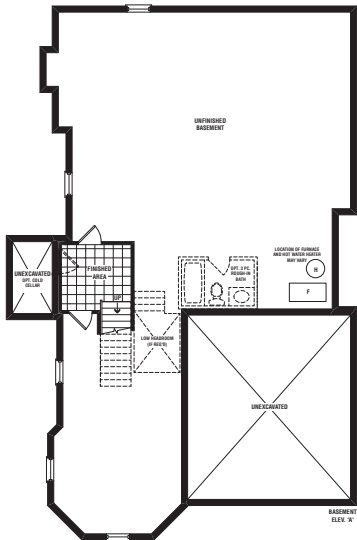 UNFINISHED
BASEMENT
LOCATION OF FURNACE
AND HOT WATER HEATER
MAY VARY
H
F
OPT. 3 PC.
ROUGH-IN
BATH
UNEXCAVATED
OPT. COLD
CELLAR
FINISHED
AREA
UP
LOW HEADROOM
(IF REQ'D)
UNEXCAVATED
BASEMENT
ELEV. 'A'